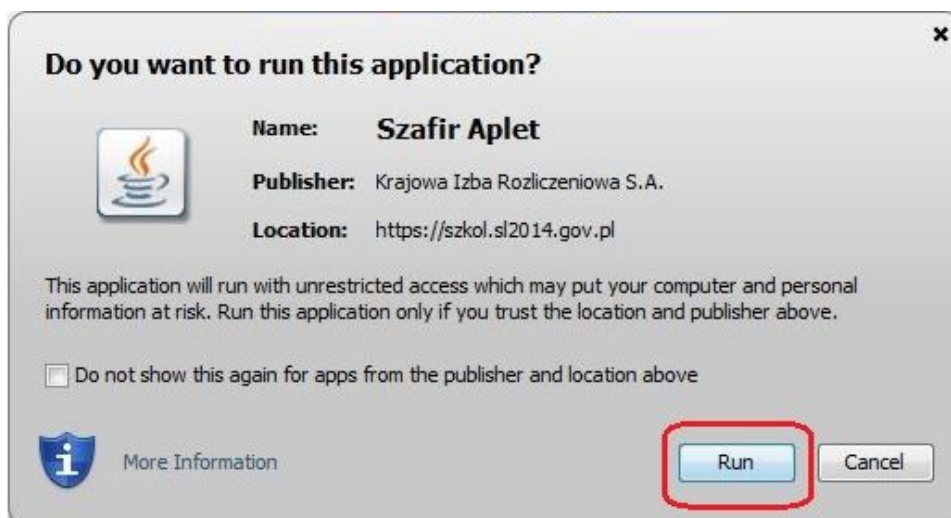 Do you want to run this application?
Name: Szafir Aplet
Publisher: Krajowa Izba Rozliczeniowa S.A.
Location: https://szkol.sl2014.gov.pl
This application will run with unrestricted access which may put your computer and personal
information at risk. Run this application only if you trust the location and publisher above.
Do not show this again for apps from the publisher and location above
More Information
Run Cancel